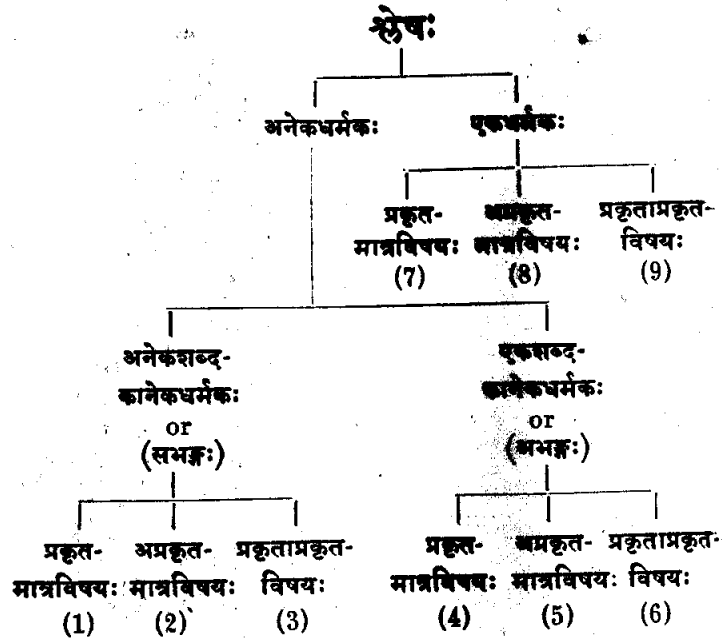 श्लेषः
अनेकधर्मकः
एकधर्मकः
प्रकृत-
मात्रविषयः
(7)
अप्रकृत-
मात्रविषयः
(8)
प्रकृताप्रकृत-
विषयः
(9)
अनेकशब्द-
कानेकधर्मकः
or
(सभङ्गः)
एकशब्द-
कानेकधर्मकः
or
(अभङ्गः)
प्रकृत-
मात्रविषयः
(1)
अप्रकृत-
मात्रविषयः
(2)
प्रकृताप्रकृत-
विषयः
(3)
प्रकृत-
मात्रविषयः
(4)
अप्रकृत-
मात्रविषयः
(5)
प्रकृताप्रकृत-
विषयः
(6)